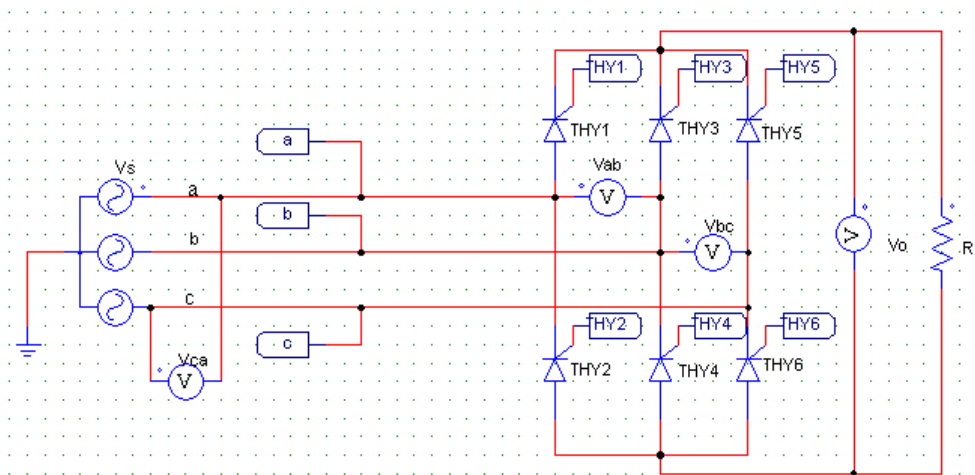 THY1
THY3
THY5
THY1
THY3
THY5
a
Vs
a
Vab
V
b
b
V
Vbc
V
Vo
R
c
c
Vca
V
THY2
THY4
THY6
THY2
THY4
THY6